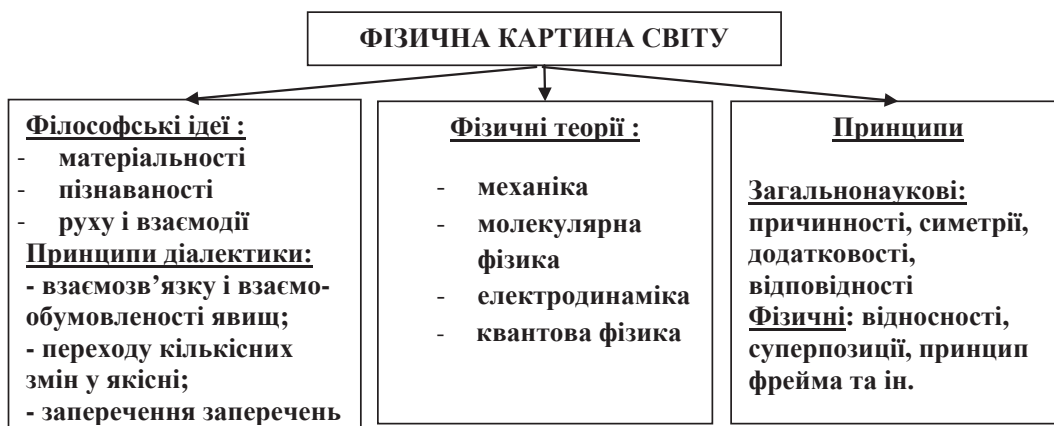 ФІЗИЧНА КАРТИНА СВІТУ
Філософські ідеї :
- матеріальності
- пізнаваності
- руху і взаємодії
Принципи діалектики:
- взаємозв’язку і взаємо-
обумовленості явищ;
- переходу кількісних
змін у якісні;
- заперечення заперечень
Фізичні теорії :
- механіка
- молекулярна
фізика
- електродинаміка
- квантова фізика
Принципи
Загальнонаукові:
причинності, симетрії,
додатковості,
відповідності
Фізичні: відносності,
суперпозиції, принцип
фрейма та ін.